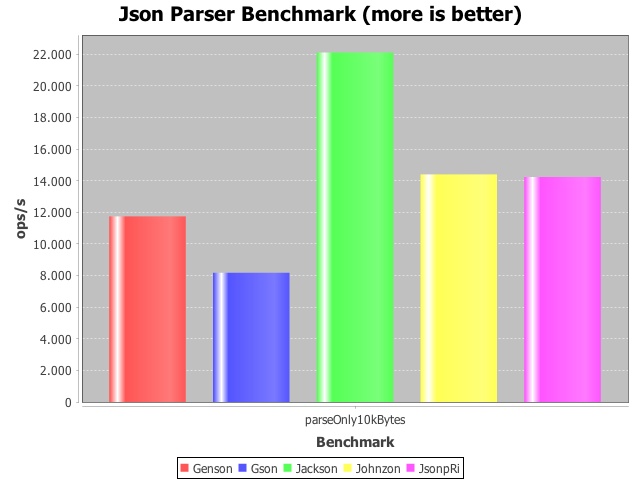 Json Parser Benchmark (more is better)
22.000
20.000
18.000
16.000
14.000
12.000
10.000
8.000
6.000
4.000
2.000
0
ops/s
parseOnly10kBytes
Benchmark
Genson Gson Jackson Johnzon JsonpRi